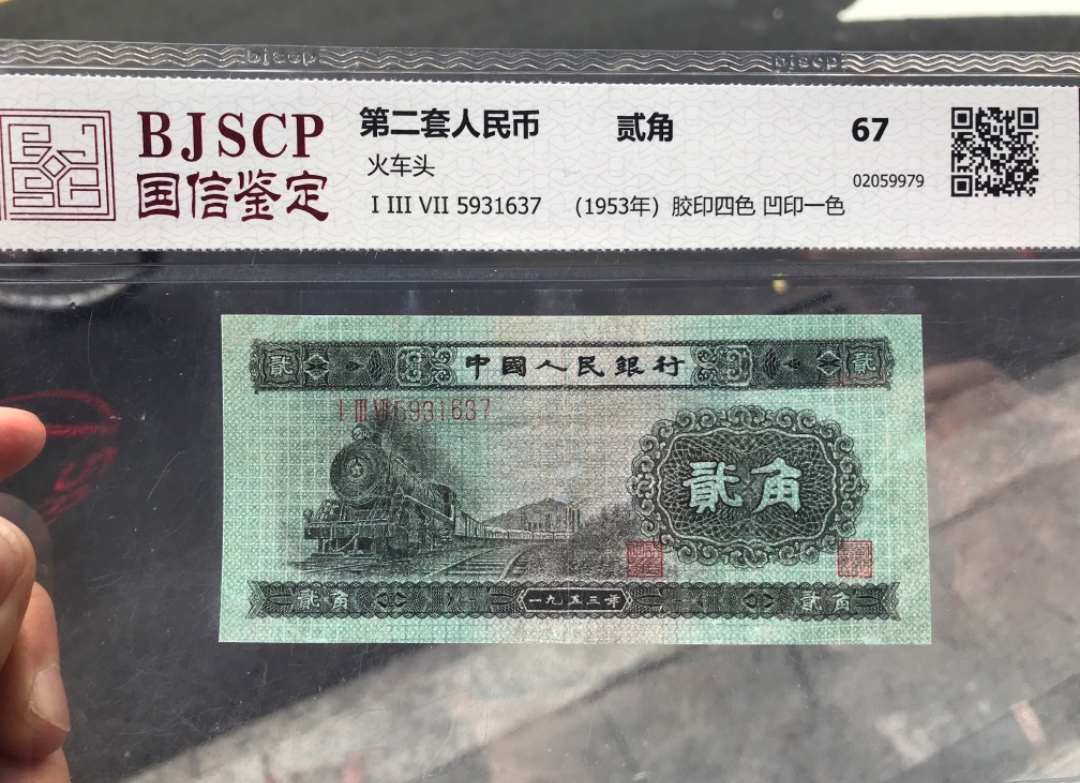 bjscp
bjscp
BJSCP
国信鉴定
第二套人民币 贰角 67
火车头
02059979
I III VII 5931637 (1953年) 胶印四色 凹印一色
貳 中國人民銀行 貳
I III VII 5931637
貳角
貳角 一九五三年 貳角